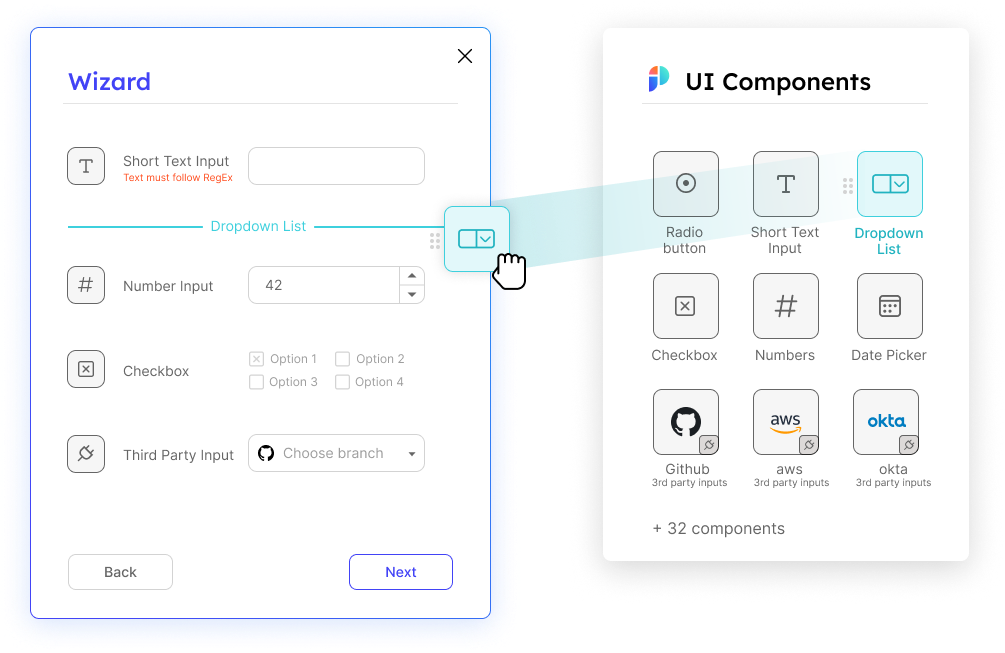 Wizard
Short Text Input
Text must follow RegEx
Dropdown List
Number Input
42
Checkbox
Option 1
Option 2
Option 3
Option 4
Third Party Input
Choose branch
Back
Next
UI Components
Radio
button
Short Text
Input
Dropdown
List
Checkbox
Numbers
Date Picker
aws
okta
Github
3rd party inputs
aws
3rd party inputs
okta
3rd party inputs
+ 32 components